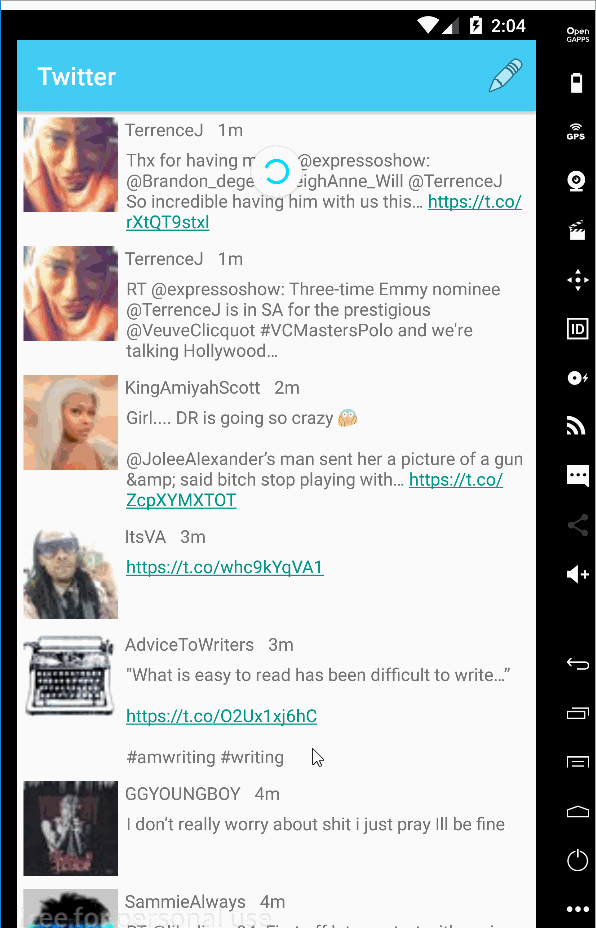 2:04
Open
GAPPS
Twitter
GPS
TerrenceJ 1m
Thx for having m @expressoshow:
@Brandon_dege eighAnne_Will @TerrenceJ
So incredible having him with us this… https://t.co/
rXtQT9stxl
TerrenceJ 1m
RT @expressoshow: Three-time Emmy nominee
@TerrenceJ is in SA for the prestigious
@VeuveClicquot #VCMastersPolo and we're
talking Hollywood…
ID
KingAmiyahScott 2m
Girl.... DR is going so crazy 😱
@JoleeAlexander’s man sent her a picture of a gun
&amp; said bitch stop playing with… https://t.co/
ZcpXYMXTOT
ItsVA 3m
https://t.co/whc9kYqVA1
AdviceToWriters 3m
"What is easy to read has been difficult to write…”
https://t.co/O2Ux1xj6hC
#amwriting #writing
GGYOUNGBOY 4m
I don’t really worry about shit i just pray Ill be fine
SammieAlways 4m
free for personal use